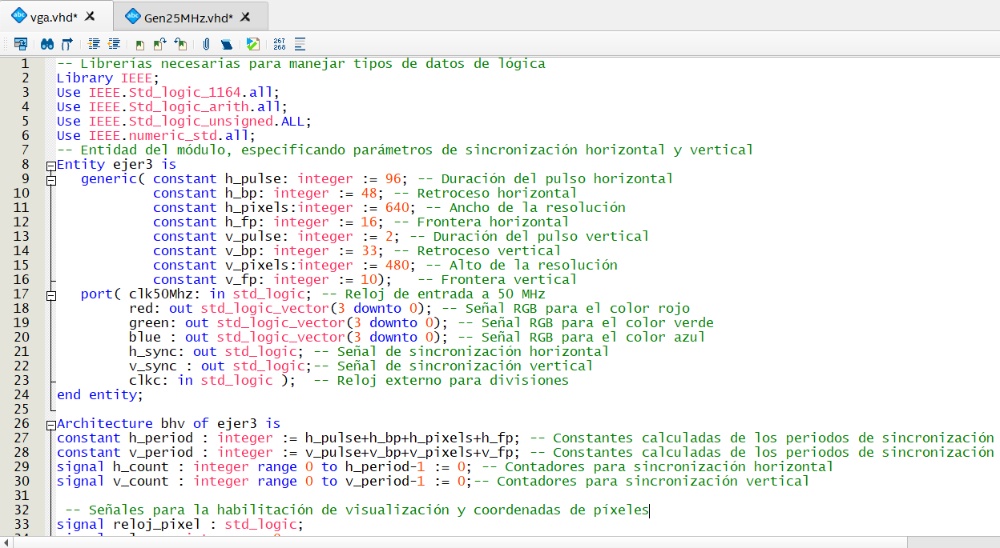 vga.vhd*
Gen25MHz.vhd*
267
268
1 -- Librerías necesarias para manejar tipos de datos de lógica
2 Library IEEE;
3 Use IEEE.Std_logic_1164.all;
4 Use IEEE.Std_logic_arith.all;
5 Use IEEE.Std_logic_unsigned.ALL;
6 Use IEEE.numeric_std.all;
7 -- Entidad del módulo, especificando parámetros de sincronización horizontal y vertical
8 Entity ejer3 is
9 generic( constant h_pulse: integer := 96; -- Duración del pulso horizontal
10 constant h_bp: integer := 48; -- Retroceso horizontal
11 constant h_pixels:integer := 640; -- Ancho de la resolución
12 constant h_fp: integer := 16; -- Frontera horizontal
13 constant v_pulse: integer := 2; -- Duración del pulso vertical
14 constant v_bp: integer := 33; -- Retroceso vertical
15 constant v_pixels:integer := 480; -- Alto de la resolución
16 constant v_fp: integer := 10); -- Frontera vertical
17 port( clk50Mhz: in std_logic; -- Reloj de entrada a 50 MHz
18 red: out std_logic_vector(3 downto 0); -- Señal RGB para el color rojo
19 green: out std_logic_vector(3 downto 0); -- Señal RGB para el color verde
20 blue : out std_logic_vector(3 downto 0); -- Señal RGB para el color azul
21 h_sync: out std_logic; -- Señal de sincronización horizontal
22 v_sync : out std_logic;-- Señal de sincronización vertical
23 clkc: in std_logic ); -- Reloj externo para divisiones
24 end entity;
25
26 Architecture bhv of ejer3 is
27 constant h_period : integer := h_pulse+h_bp+h_pixels+h_fp; -- Constantes calculadas de los periodos de sincronización
28 constant v_period : integer := v_pulse+v_bp+v_pixels+v_fp; -- Constantes calculadas de los periodos de sincronización
29 signal h_count : integer range 0 to h_period-1 := 0; -- Contadores para sincronización horizontal
30 signal v_count : integer range 0 to v_period-1 := 0;-- Contadores para sincronización vertical
31
32 -- Señales para la habilitación de visualización y coordenadas de píxeles
33 signal reloj_pixel : std_logic;